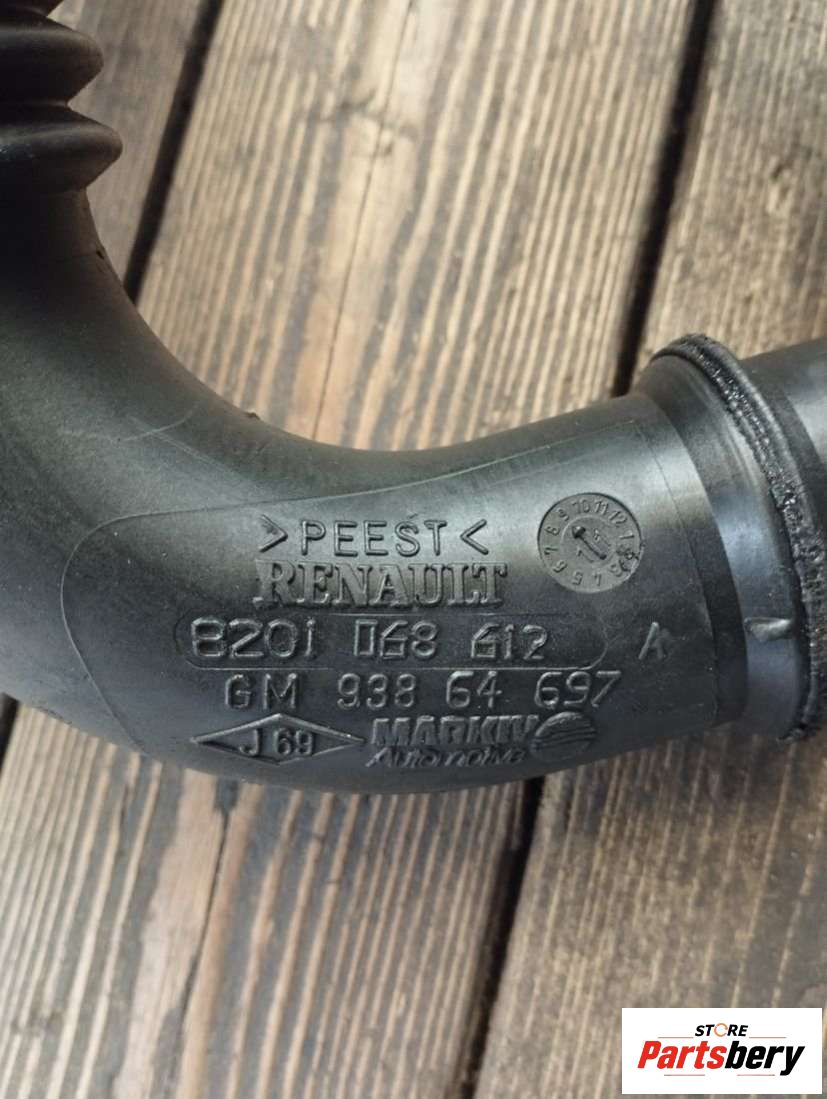 >PEEST<
RENAULT
8201 068 612 A
GM 938 64 697
J 69
MARKIV
Automotive
STORE
Partsbery